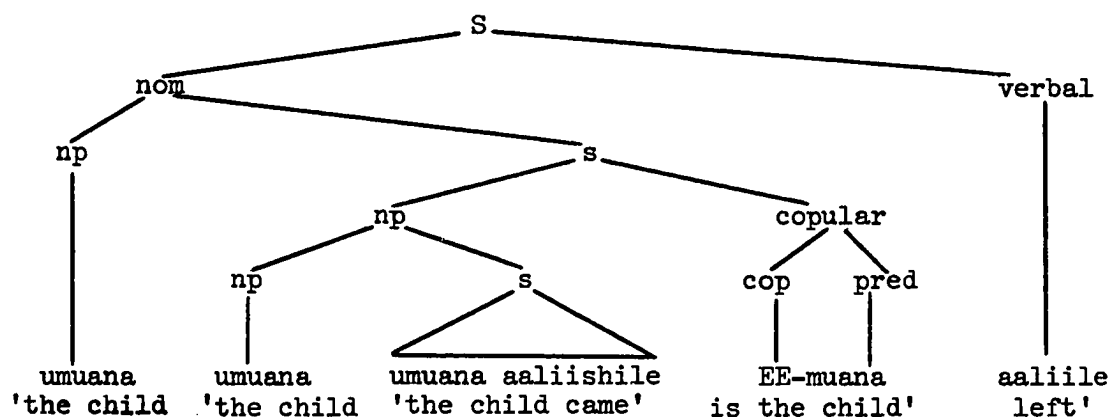 S
nom verbal
np s
np copular
np s cop pred
umuana umuana umuana aaliishile EE-muana aaliile
'the child 'the child 'the child came' is the child' left'